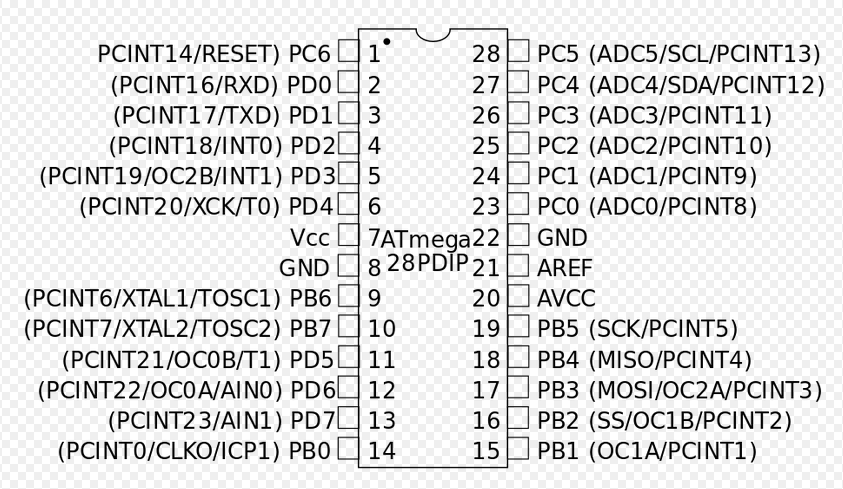 PCINT14/RESET) PC6 1 28 PC5 (ADC5/SCL/PCINT13)
(PCINT16/RXD) PD0 2 27 PC4 (ADC4/SDA/PCINT12)
(PCINT17/TXD) PD1 3 26 PC3 (ADC3/PCINT11)
(PCINT18/INT0) PD2 4 25 PC2 (ADC2/PCINT10)
(PCINT19/OC2B/INT1) PD3 5 24 PC1 (ADC1/PCINT9)
(PCINT20/XCK/T0) PD4 6 23 PC0 (ADC0/PCINT8)
Vcc 7 ATmega 22 GND
GND 8 28PDIP 21 AREF
(PCINT6/XTAL1/TOSC1) PB6 9 20 AVCC
(PCINT7/XTAL2/TOSC2) PB7 10 19 PB5 (SCK/PCINT5)
(PCINT21/OC0B/T1) PD5 11 18 PB4 (MISO/PCINT4)
(PCINT22/OC0A/AIN0) PD6 12 17 PB3 (MOSI/OC2A/PCINT3)
(PCINT23/AIN1) PD7 13 16 PB2 (SS/OC1B/PCINT2)
(PCINT0/CLKO/ICP1) PB0 14 15 PB1 (OC1A/PCINT1)